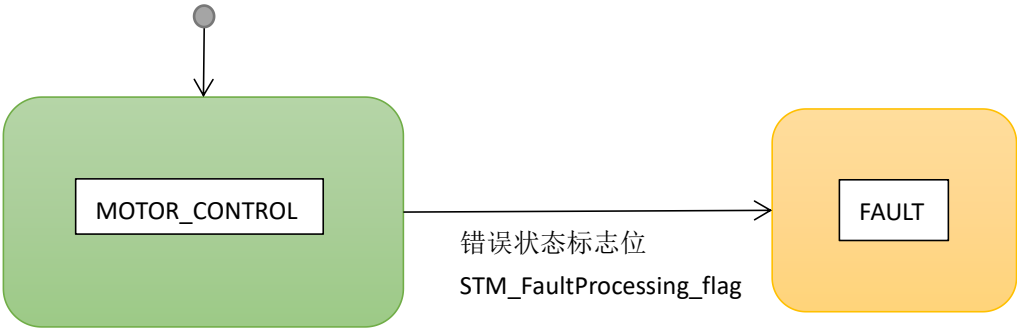 MOTOR_CONTROL
FAULT
错误状态标志位
STM_FaultProcessing_flag